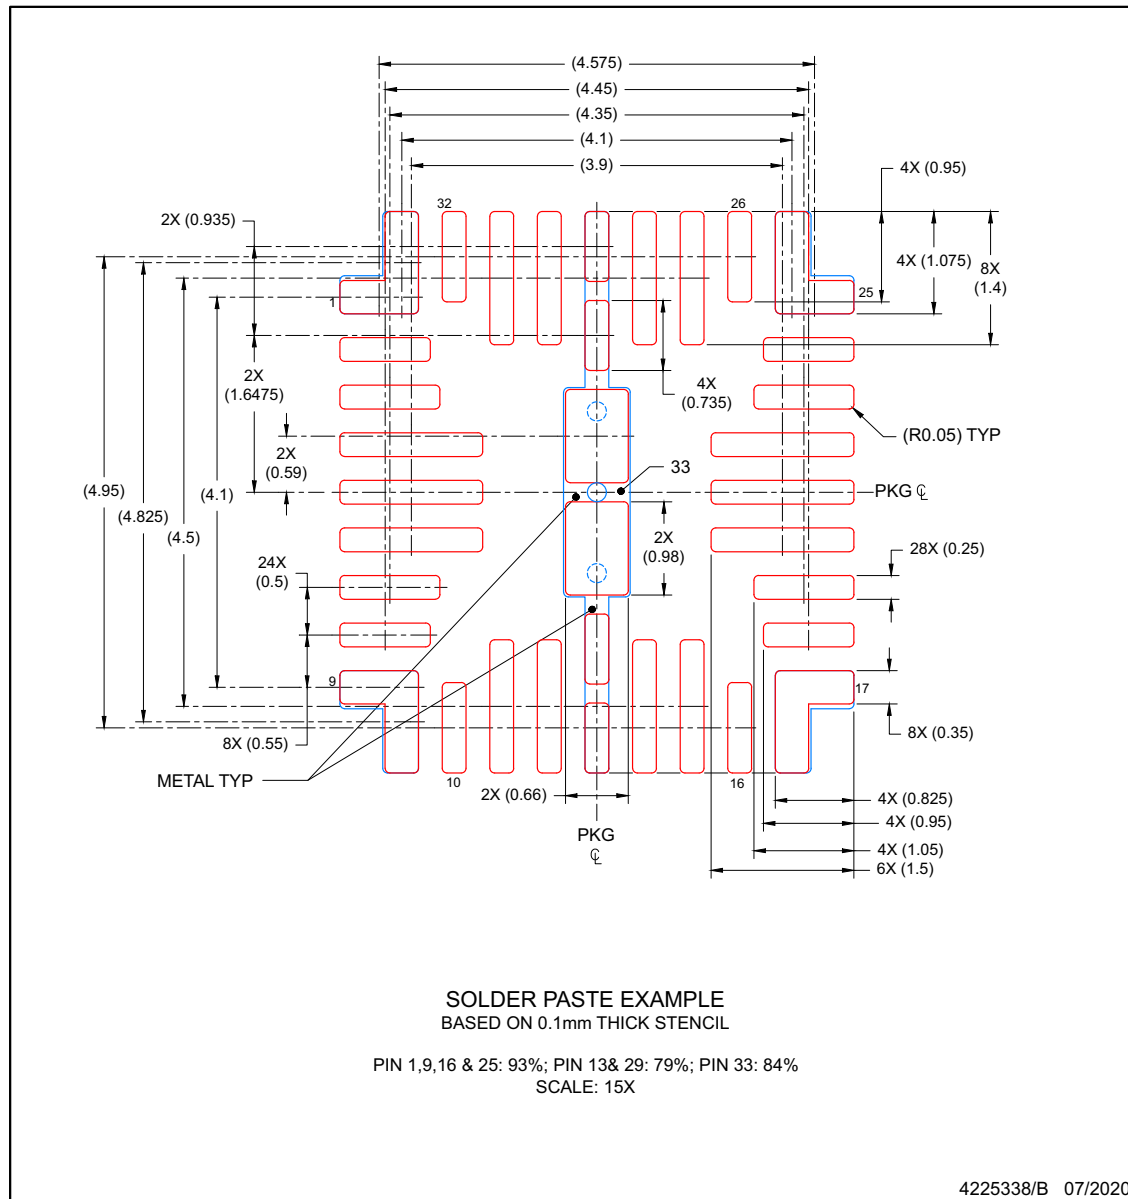 (4.575)
(4.45)
(4.35)
(4.1)
(3.9)
4X (0.95)
32
26
2X (0.935)
4X (1.075)
8X
(1.4)
1
25
2X
(1.6475)
4X
(0.735)
(R0.05) TYP
2X
(0.59)
33
(4.95)
(4.825)
(4.5)
(4.1)
PKG ℄
2X
(0.98)
24X
(0.5)
28X (0.25)
9
17
8X (0.55)
8X (0.35)
METAL TYP
10
16
2X (0.66)
4X (0.825)
4X (0.95)
4X (1.05)
6X (1.5)
PKG
℄
SOLDER PASTE EXAMPLE
BASED ON 0.1mm THICK STENCIL
PIN 1,9,16 & 25: 93%; PIN 13& 29: 79%; PIN 33: 84%
SCALE: 15X
4225338/B 07/2020